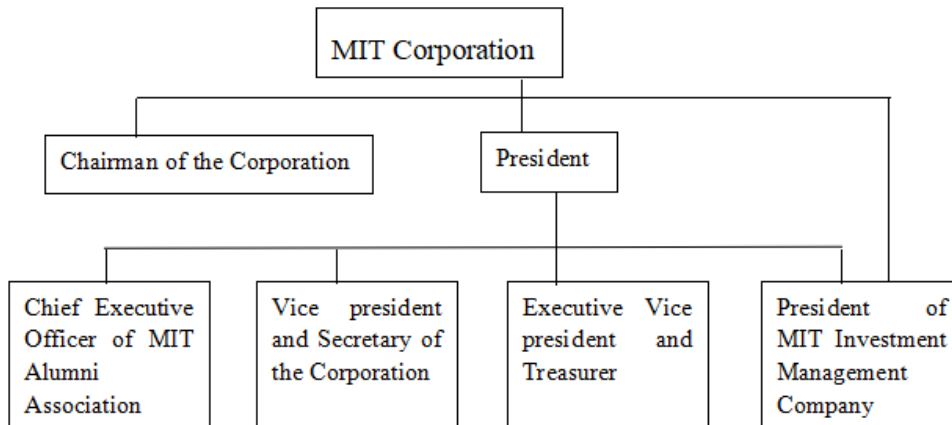 MIT Corporation
Chairman of the Corporation
President
Chief Executive
Officer of MIT
Alumni
Association
Vice president
and Secretary of
the Corporation
Executive Vice
president and
Treasurer
President of
MIT Investment
Management
Company